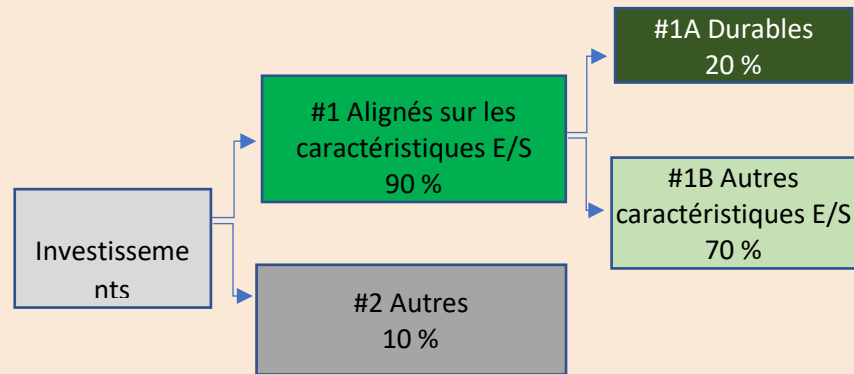 #1A Durables
20 %
#1 Alignés sur les
caractéristiques E/S
90 %
#1B Autres
caractéristiques E/S
70 %
Investisseme
nts
#2 Autres
10 %